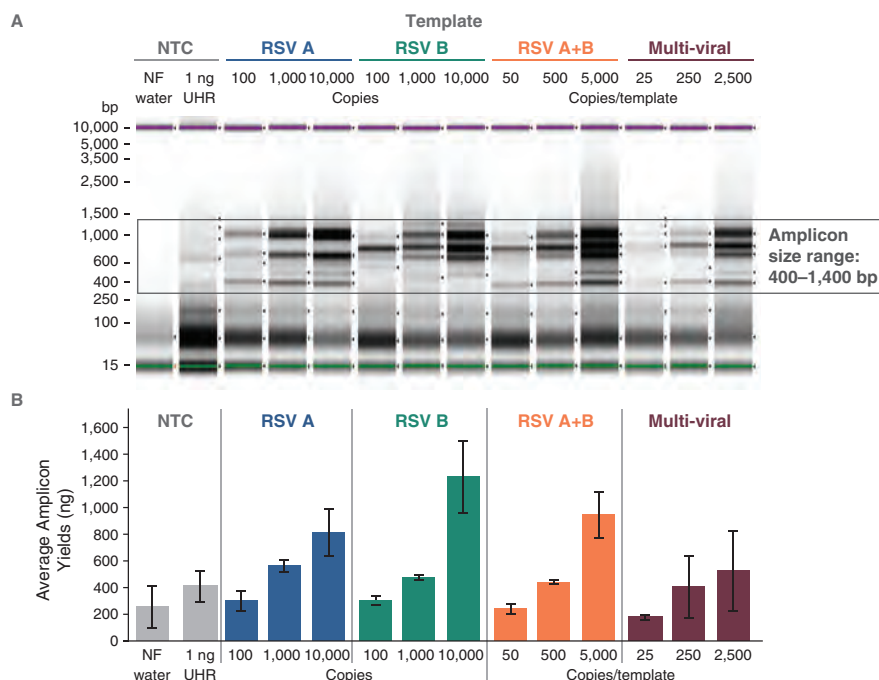 A
Template
NTC RSV A RSV B RSV A+B Multi-viral
NF 1 ng 100 1,000 10,000 100 1,000 10,000 50 500 5,000 25 250 2,500
water UHR Copies Copies/template
bp
10,000
5,000
3,500
2,500
1,500
1,000
600
400
250
100
15
Amplicon
size range:
400–1,400 bp
B
NTC RSV A RSV B RSV A+B Multi-viral
Average Amplicon
Yields (ng)
1,600
1,400
1,200
1,000
800
600
400
200
0
NF 1 ng 100 1,000 10,000 100 1,000 10,000 50 500 5,000 25 250 2,500
water UHR Copies Copies/template